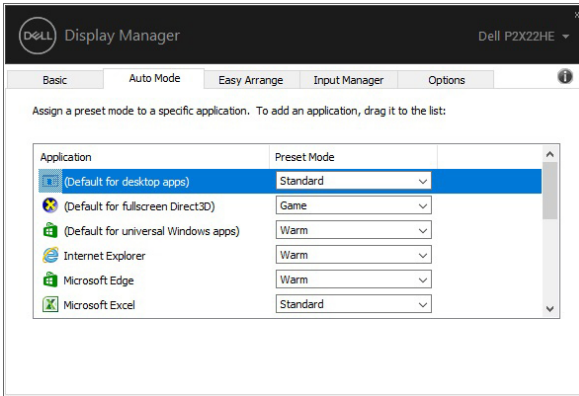 DELL Display Manager
Dell P2X22HE
Basic
Auto Mode
Easy Arrange
Input Manager
Options
Assign a preset mode to a specific application. To add an application, drag it to the list:
Application Preset Mode
(Default for desktop apps) Standard
(Default for fullscreen Direct3D) Game
(Default for universal Windows apps) Warm
Internet Explorer Warm
Microsoft Edge Warm
Microsoft Excel Standard